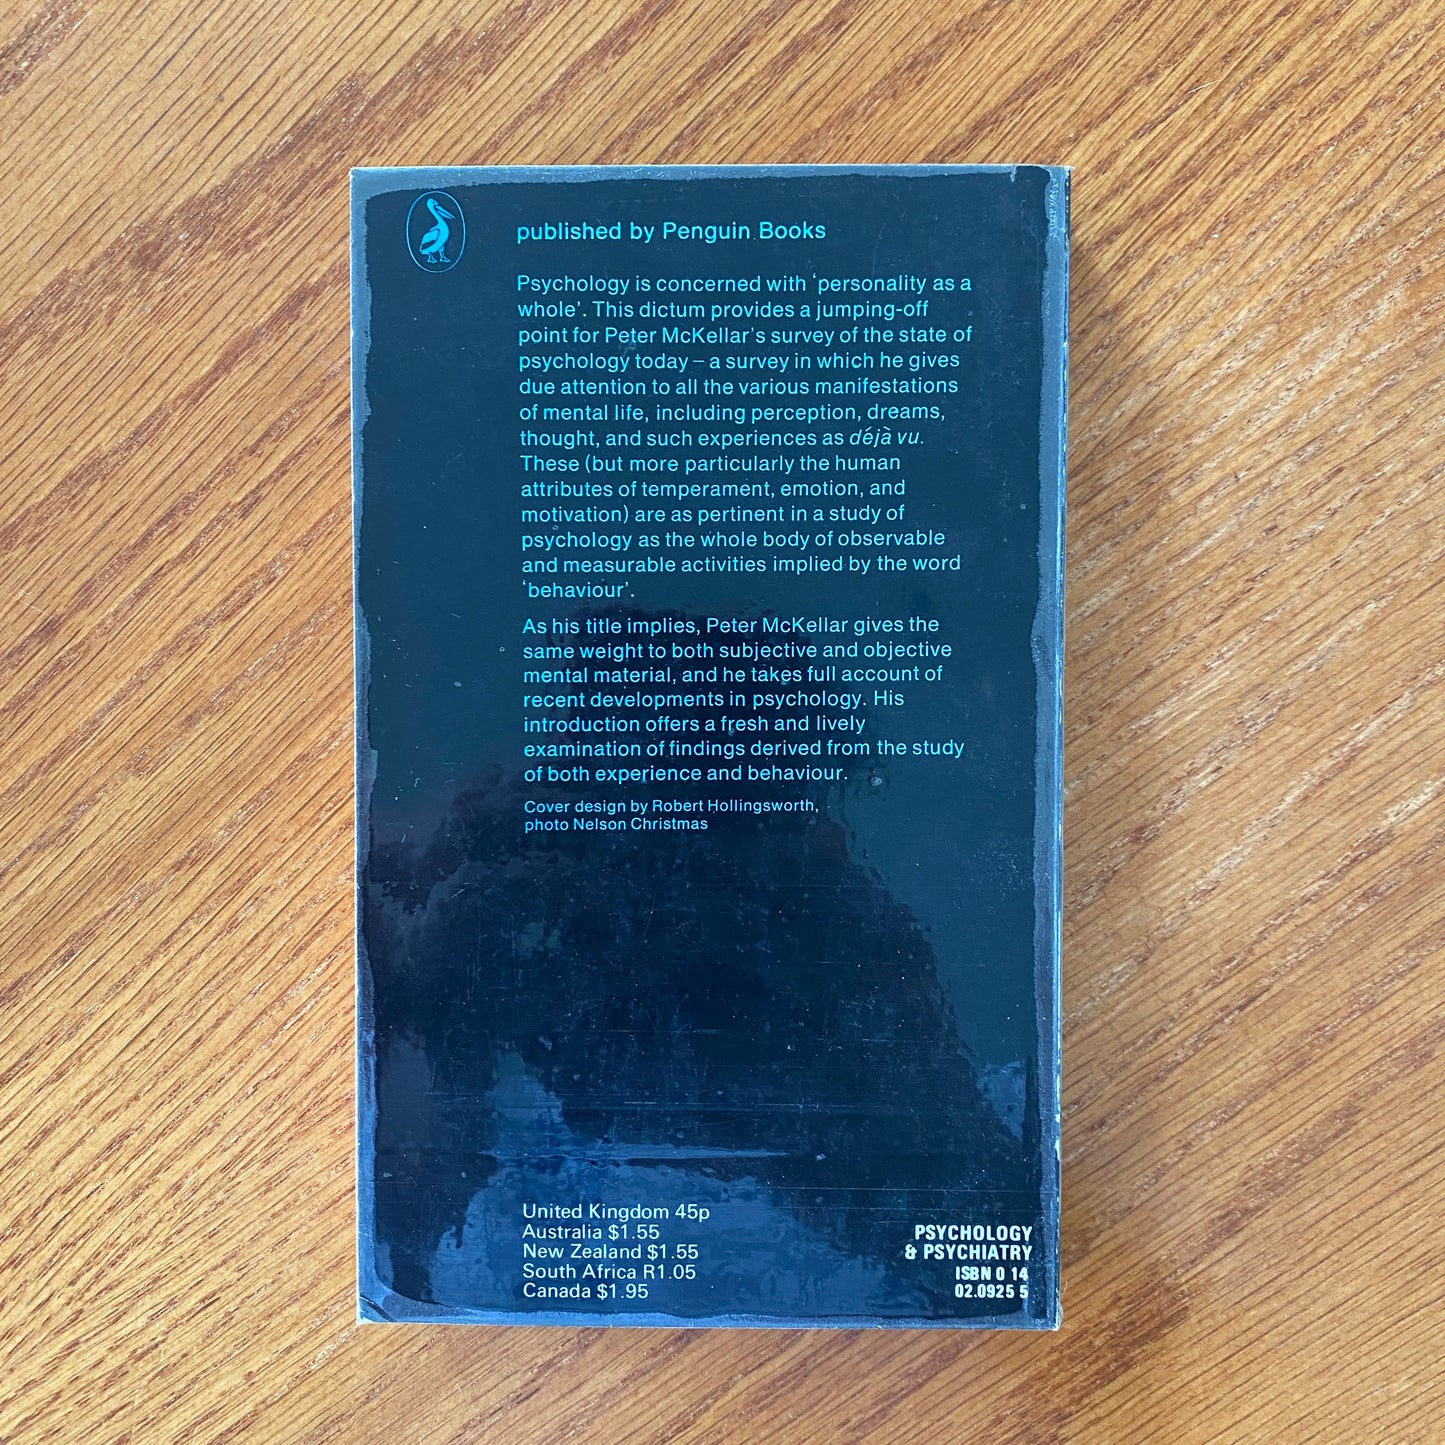 published by Penguin Books
Psychology is concerned with ‘personality as a
whole’. This dictum provides a jumping-off
point for Peter McKellar’s survey of the state of
psychology today – a survey in which he gives
due attention to all the various manifestations
of mental life, including perception, dreams,
thought, and such experiences as déjà vu.
These (but more particularly the human
attributes of temperament, emotion, and
motivation) are as pertinent in a study of
psychology as the whole body of observable
and measurable activities implied by the word
‘behaviour’.
As his title implies, Peter McKellar gives the
same weight to both subjective and objective
mental material, and he takes full account of
recent developments in psychology. His
introduction offers a fresh and lively
examination of findings derived from the study
of both experience and behaviour.
Cover design by Robert Hollingsworth,
photo Nelson Christmas
United Kingdom 45p
Australia $1.55
New Zealand $1.55
South Africa R1.05
Canada $1.95
PSYCHOLOGY
& PSYCHIATRY
ISBN 0 14
02.0925 5